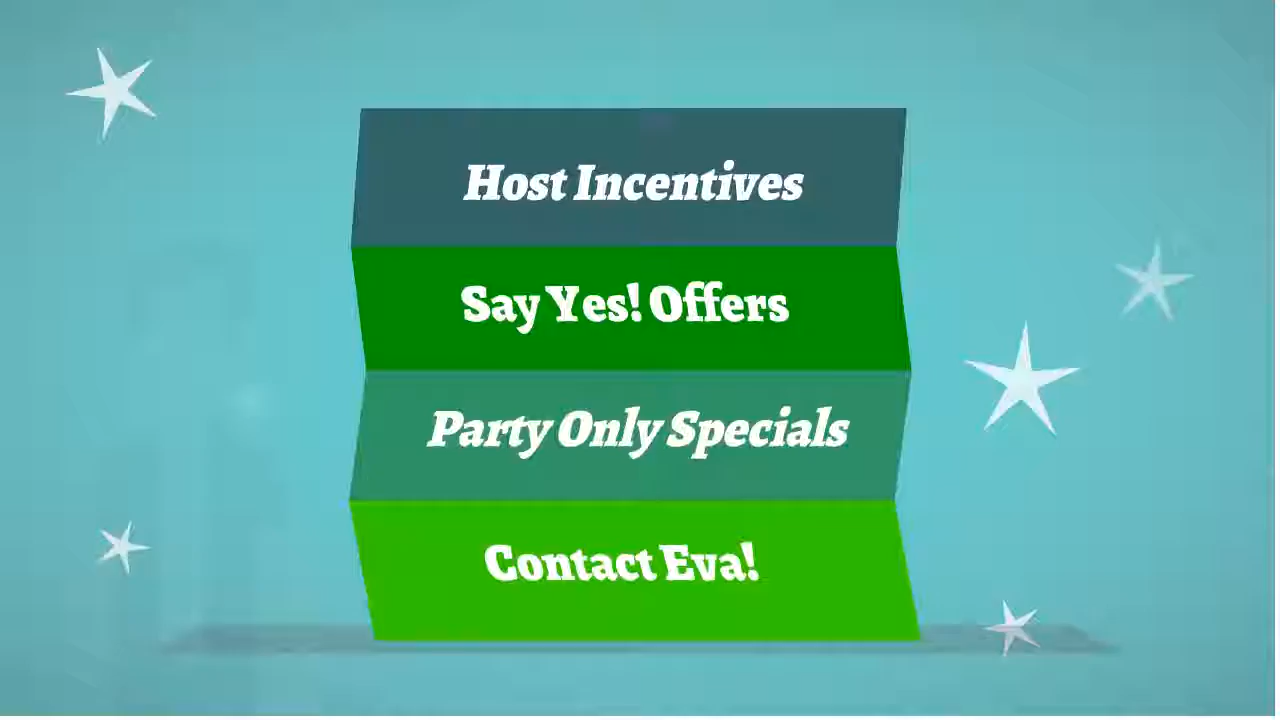 Host Incentives
Say Yes! Offers
Party Only Specials
Contact Eva!